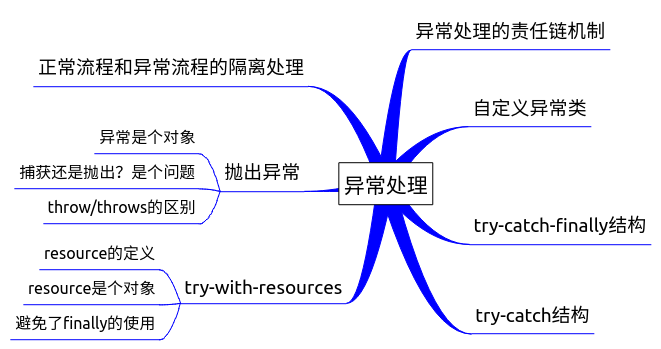 异常处理的责任链机制
正常流程和异常流程的隔离处理
自定义异常类
异常是个对象
捕获还是抛出？是个问题
抛出异常
throw/throws的区别
异常处理
try-catch-finally结构
resource的定义
resource是个对象
try-with-resources
避免了finally的使用
try-catch结构